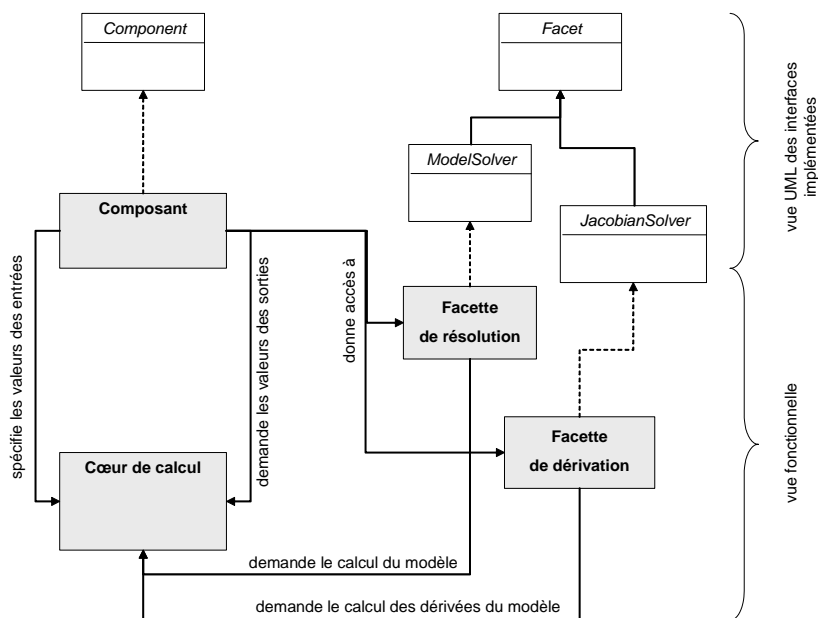 Component
Facet
ModelSolver
JacobianSolver
vue UML des interfaces
implémentées
Composant
spécifie les valeurs des entrées
demande les valeurs des sorties
donne accès à
Facette
de résolution
Facette
de dérivation
Cœur de calcul
vue fonctionnelle
demande le calcul du modèle
demande le calcul des dérivées du modèle